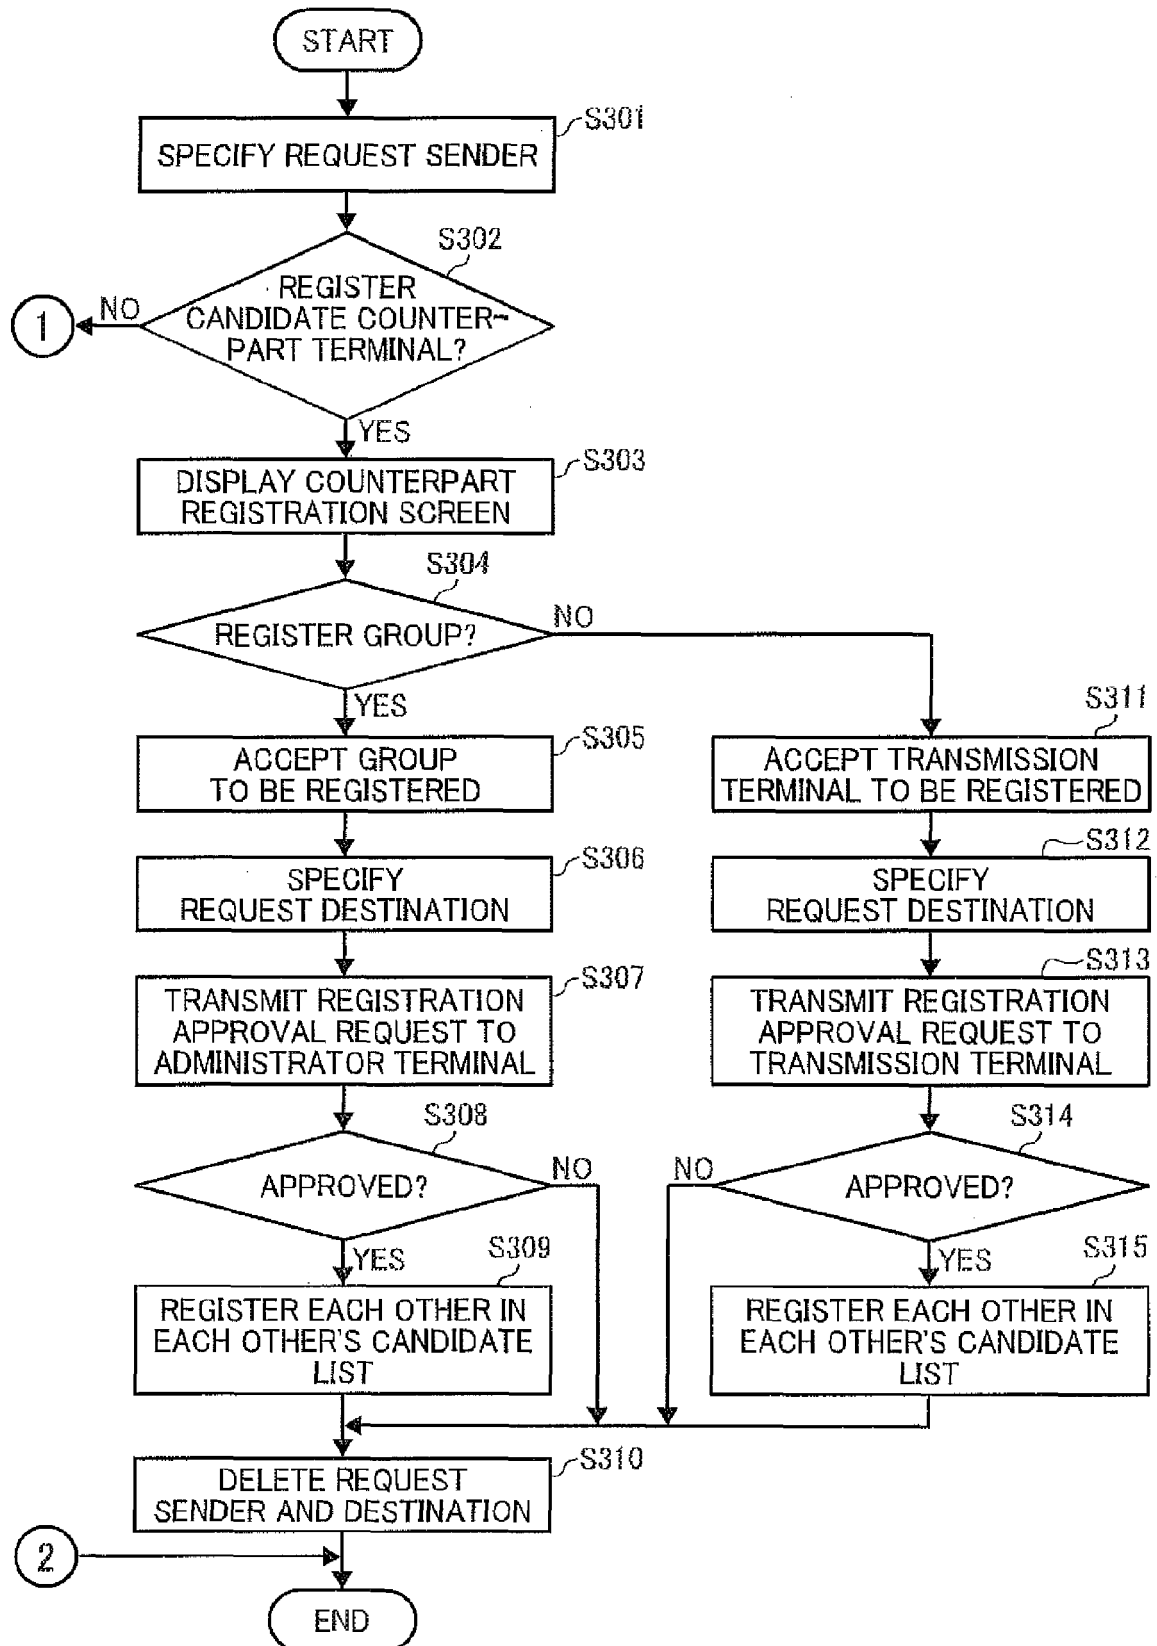 START
S301
SPECIFY REQUEST SENDER
S302
REGISTER
CANDIDATE COUNTER-
PART TERMINAL?
NO
1
YES
S303
DISPLAY COUNTERPART
REGISTRATION SCREEN
S304
REGISTER GROUP?
NO
YES
S305
ACCEPT GROUP
TO BE REGISTERED
S306
SPECIFY
REQUEST DESTINATION
S307
TRANSMIT REGISTRATION
APPROVAL REQUEST TO
ADMINISTRATOR TERMINAL
S308
APPROVED?
NO
YES
S309
REGISTER EACH OTHER IN
EACH OTHER'S CANDIDATE
LIST
S311
ACCEPT TRANSMISSION
TERMINAL TO BE REGISTERED
S312
SPECIFY
REQUEST DESTINATION
S313
TRANSMIT REGISTRATION
APPROVAL REQUEST TO
TRANSMISSION TERMINAL
S314
APPROVED?
NO
YES
S315
REGISTER EACH OTHER IN
EACH OTHER'S CANDIDATE
LIST
S310
DELETE REQUEST
SENDER AND DESTINATION
2
END